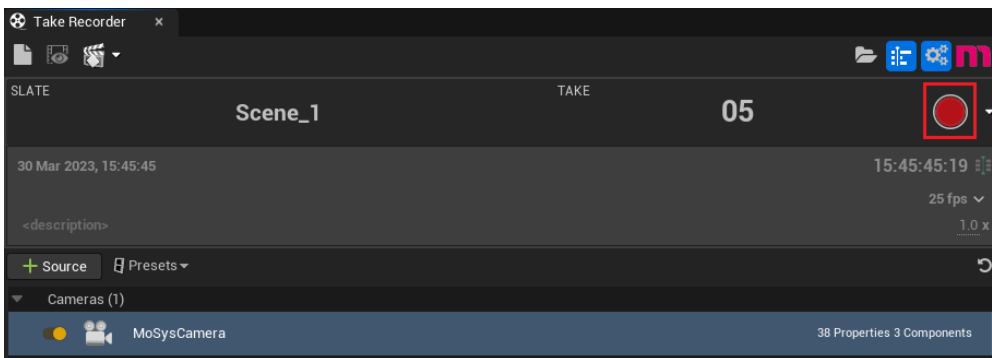 Take Recorder
SLATE
Scene_1
TAKE
05
30 Mar 2023, 15:45:45
15:45:45:19
25 fps
<description>
1.0 x
Source
Presets
Cameras (1)
MoSysCamera
38 Properties 3 Components